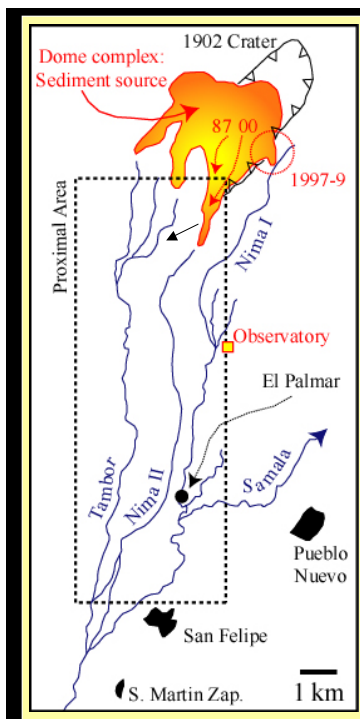 1902 Crater
Dome complex:
Sediment source
87 00
1997-9
Proximal Area
Nima I
Observatory
El Palmar
Samala
Tambor
Nima II
Pueblo
Nuevo
San Felipe
S. Martin Zap.
1 km